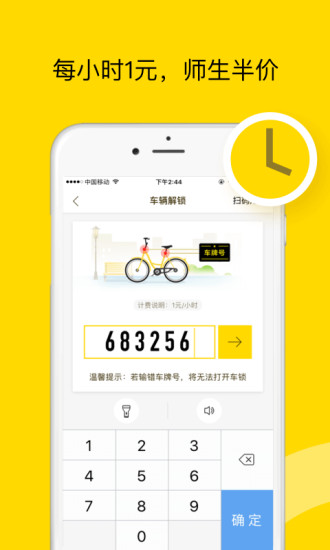 每小时1元，师生半价
中国移动 下午2:44
车辆解锁 扫码
车牌号
计费说明：1元/小时
683256
温馨提示：若输错车牌号，将无法打开车锁
1 2 3
4 5 6
7 8 9
0
确定